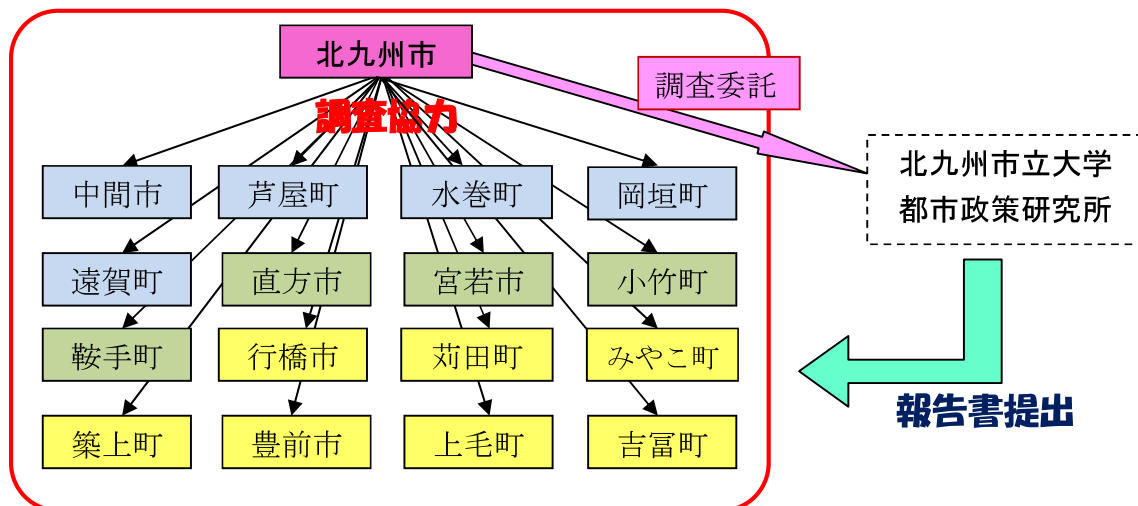 北九州市
調査委託
調査協力
北九州市立大学
都市政策研究所
中間市
芦屋町
水巻町
岡垣町
遠賀町
直方市
宮若市
小竹町
鞍手町
行橋市
苅田町
みやこ町
築上町
豊前市
上毛町
吉冨町
報告書提出